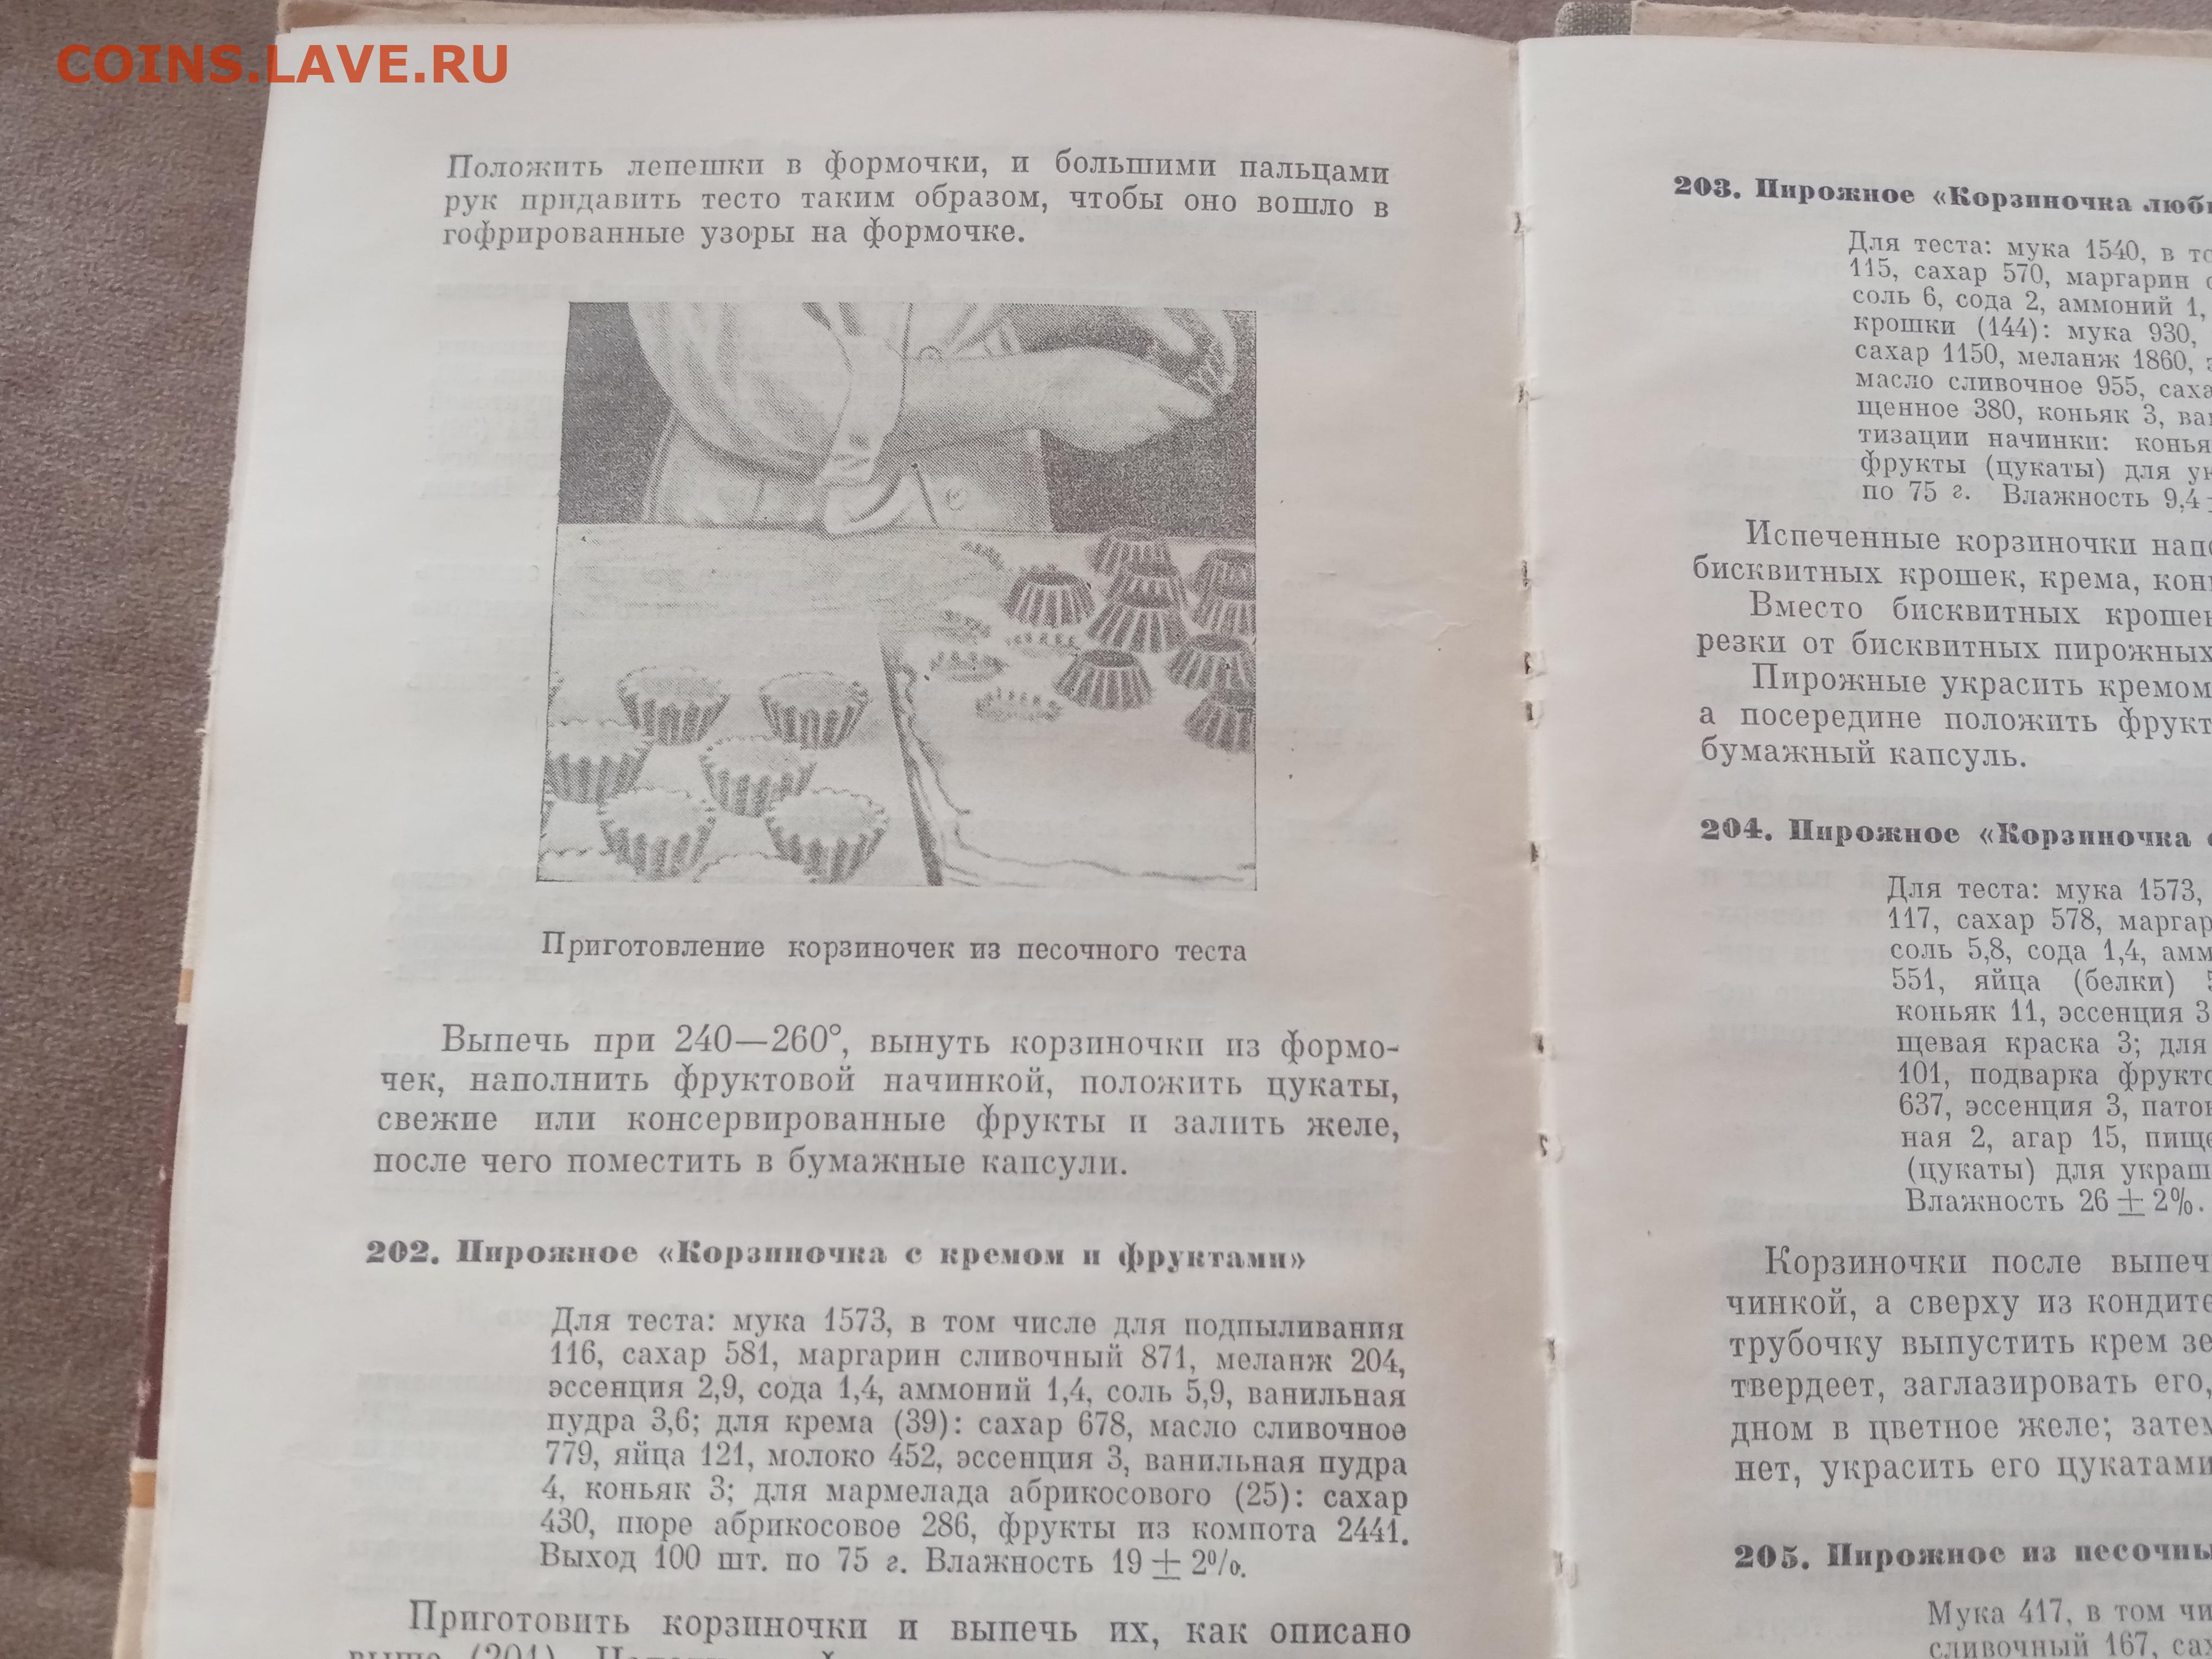 COINS.LAVE.RU
Положить лепешки в формочки, и большими пальцами
рук придавить тесто таким образом, чтобы оно вошло в
гофрированные узоры на формочке.
Приготовление корзиночек из песочного теста
Выпечь при 240—260°, вынуть корзиночки из формо-
чек, наполнить фруктовой начинкой, положить цукаты,
свежие или консервированные фрукты и залить желе,
после чего поместить в бумажные капсули.
202. Пирожное «Корзиночка с кремом и фруктами»
Для теста: мука 1573, в том числе для подпыливания
116, сахар 581, маргарин сливочный 871, меланж 204,
эссенция 2,9, сода 1,4, аммоний 1,4, соль 5,9, ванильная
пудра 3,6; для крема (39): сахар 678, масло сливочное
779, яйца 121, молоко 452, эссенция 3, ванильная пудра
4, коньяк 3; для мармелада абрикосового (25): сахар
430, пюре абрикосовое 286, фрукты из компота 2441.
Выход 100 шт. по 75 г. Влажность 19 ± 2%.
Приготовить корзиночки и выпечь их, как описано
выше (201).
203. Пирожное «Корзиночка
Для теста: мука 1540, в
115, сахар 570, маргарин
соль 6, сода 2, аммоний 1,
крошки (144): мука 930,
сахар 1150, меланж 1860,
масло сливочное 955,
щенное 380, коньяк 3,
тизации начинки:
фрукты (цукаты) для
по 75 г. Влажность 9,4
Испеченные корзиночки
бисквитных крошек, крема,
Вместо бисквитных
резки от бисквитных пирожных
Пирожные украсить кремом
а посередине положить
бумажный капсуль.
204. Пирожное «Корзиночка
Для теста: мука 1573,
117, сахар 578,
соль 5,8, сода 1,4,
551, яйца (белки)
коньяк 11, эссенция 3
щевая краска 3; для
101, подварка
637, эссенция 3,
ная 2, агар 15,
(цукаты) для
Влажность 26 ± 2%.
Корзиночки после
чинкой, а сверху из
трубочку выпустить крем
твердеет, заглазировать его,
дном в цветное желе;
нет, украсить его цукатами
205. Пирожное из
Мука 417, в том
сливочный 167,